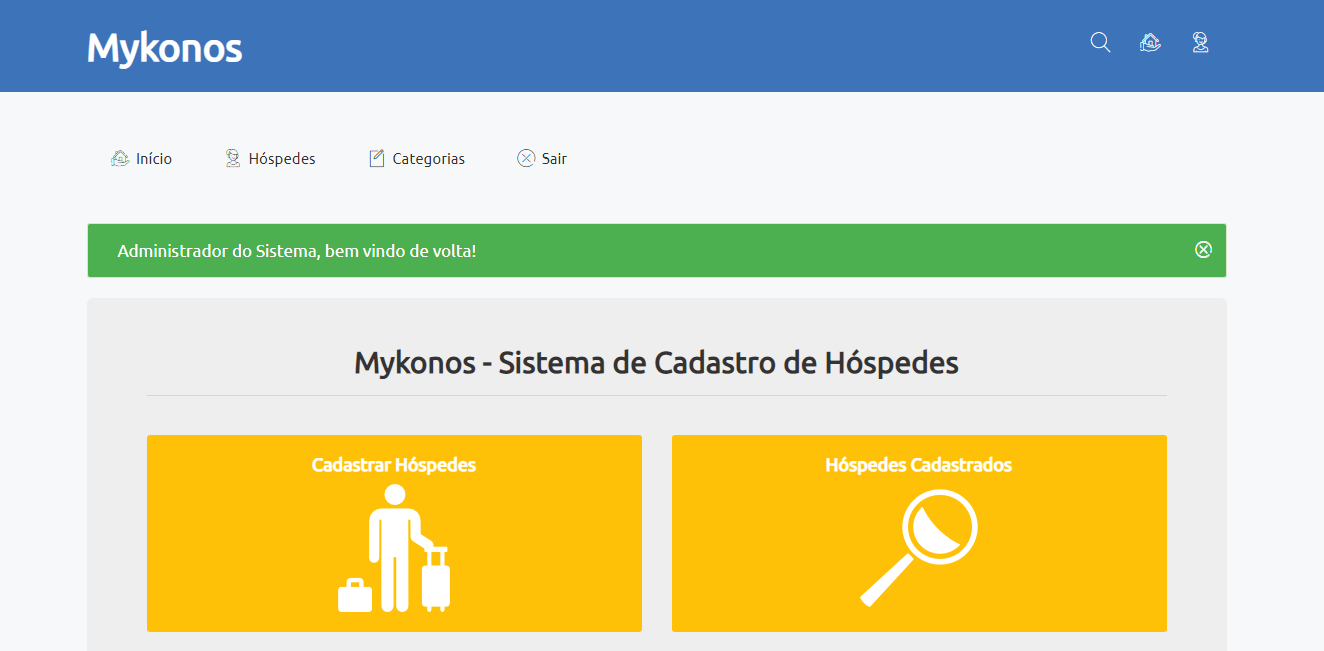 Mykonos
Início
Hóspedes
Categorias
Sair
Administrador do Sistema, bem vindo de volta!
Mykonos - Sistema de Cadastro de Hóspedes
Cadastrar Hóspedes
Hóspedes Cadastrados